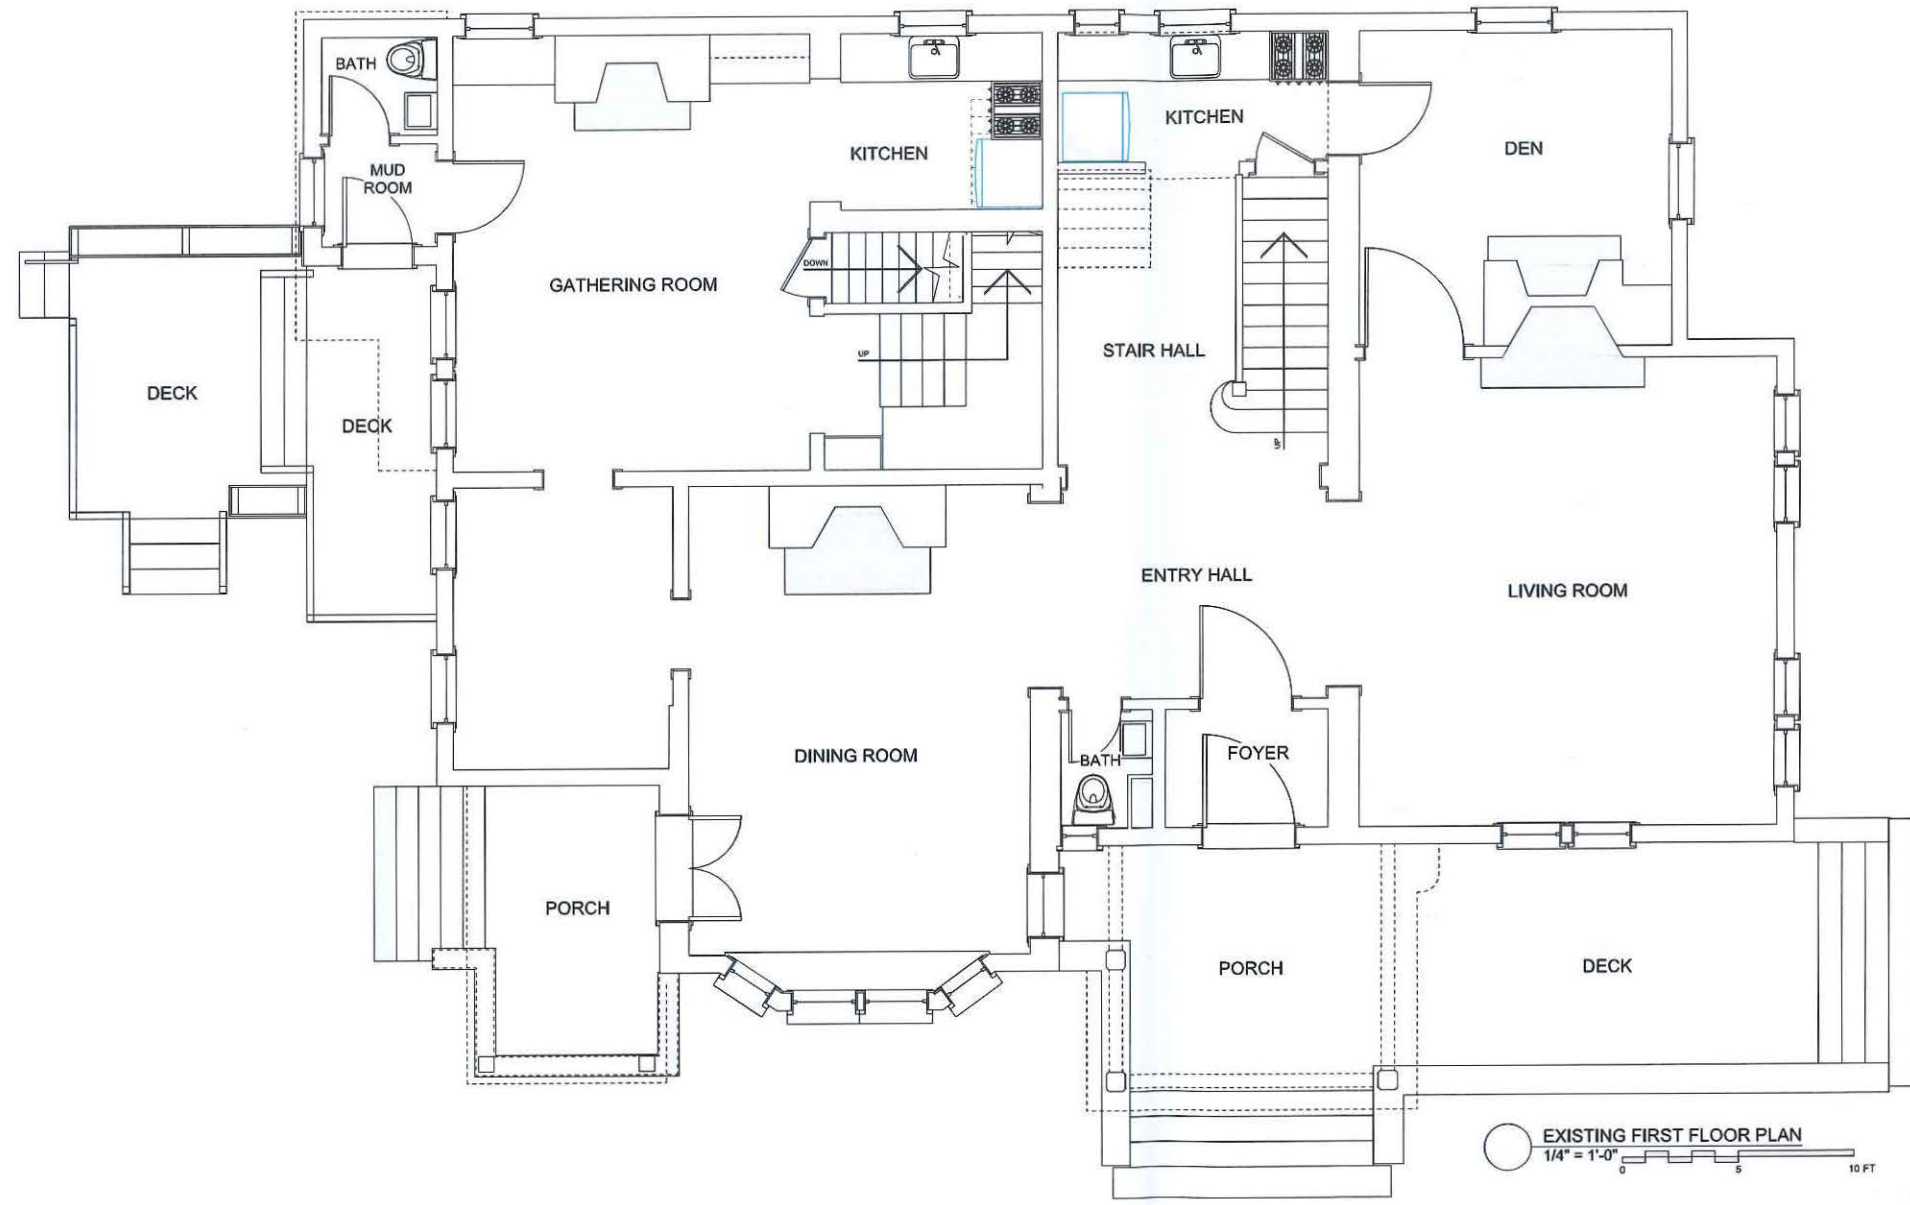 BATH
KITCHEN
MUD
ROOM
KITCHEN
DEN
DOWN
GATHERING ROOM
UP
STAIR HALL
DECK
DECK
UP
ENTRY HALL
LIVING ROOM
DINING ROOM
BATH
FOYER
PORCH
PORCH
DECK
EXISTING FIRST FLOOR PLAN
1/4" = 1'-0"
0 5 10 FT